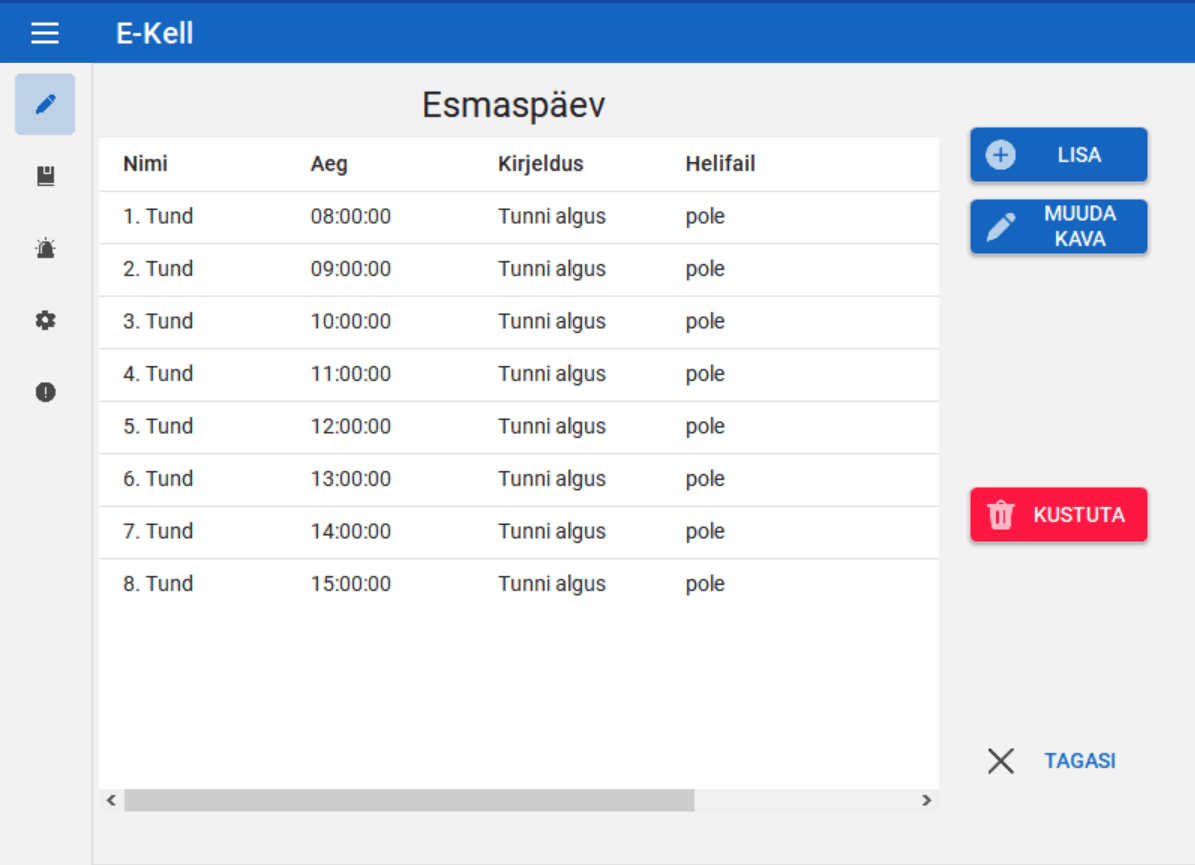 E-Kell
Esmaspäev
Nimi Aeg Kirjeldus Helifail
1. Tund 08:00:00 Tunni algus pole
2. Tund 09:00:00 Tunni algus pole
3. Tund 10:00:00 Tunni algus pole
4. Tund 11:00:00 Tunni algus pole
5. Tund 12:00:00 Tunni algus pole
6. Tund 13:00:00 Tunni algus pole
7. Tund 14:00:00 Tunni algus pole
8. Tund 15:00:00 Tunni algus pole
LISA
MUUDA
KAVA
KUSTUTA
TAGASI